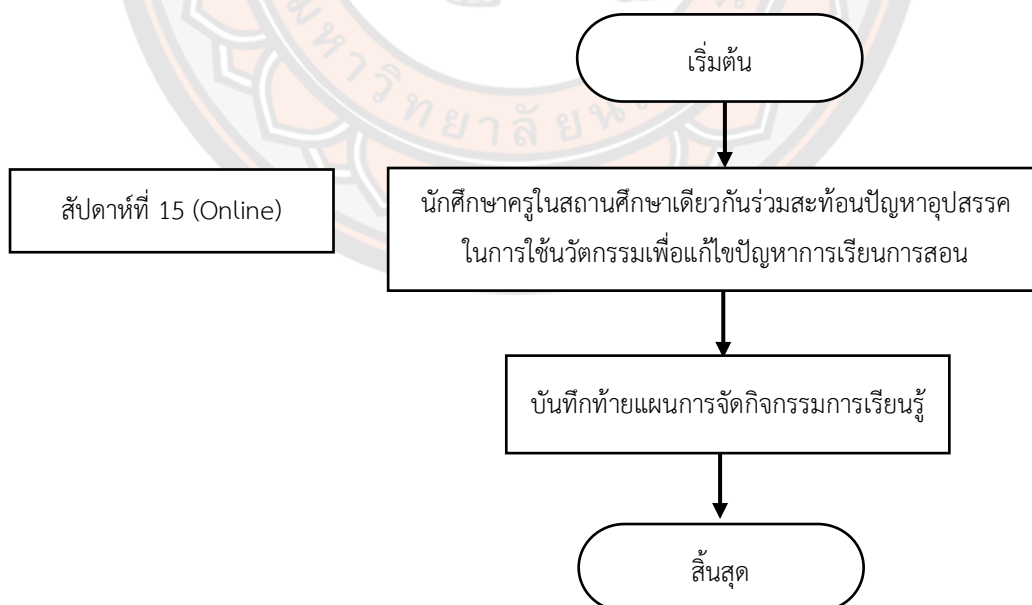 เริ่มต้น
สัปดาห์ที่ 15 (Online)
นักศึกษาครูในสถานศึกษาเดียวกันร่วมสะท้อนปัญหาอุปสรรค
ในการใช้นวัตกรรมเพื่อแก้ไขปัญหาการเรียนการสอน
บันทึกท้ายแผนการจัดกิจกรรมการเรียนรู้
สิ้นสุด